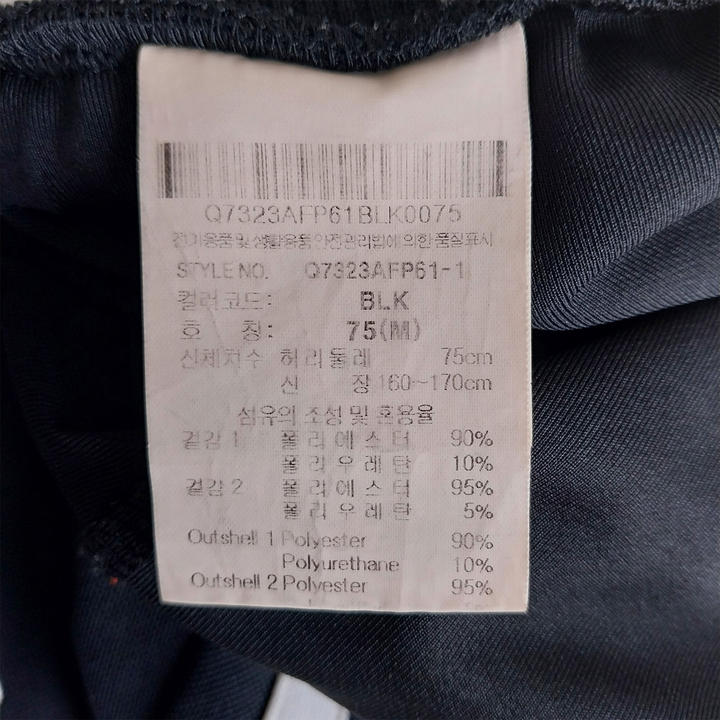 Q7323AFP61BLK0075
전기용품 및 생활용품 안전관리법에 의한 품질표시
STYLE NO. Q7323AFP61-1
컬러코드: BLK
호 칭: 75(M)
신체치수 허리둘레 75cm
신 장 160~170cm
섬유의 조성 및 혼용율
겉감 1 폴리에스터 90%
폴리우레탄 10%
겉감 2 폴리에스터 95%
폴리우레탄 5%
Outshell 1 Polyester 90%
Polyurethane 10%
Outshell 2 Polyester 95%